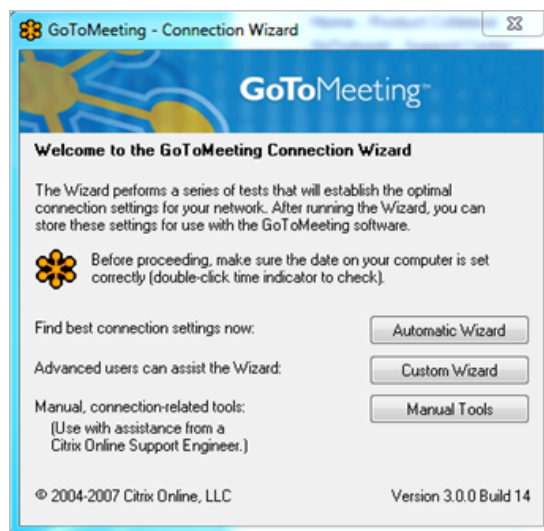 GoToMeeting - Connection Wizard
GoToMeeting™
Welcome to the GoToMeeting Connection Wizard
The Wizard performs a series of tests that will establish the optimal
connection settings for your network. After running the Wizard, you can
store these settings for use with the GoToMeeting software.
Before proceeding, make sure the date on your computer is set
correctly (double-click time indicator to check).
Find best connection settings now:
Automatic Wizard
Advanced users can assist the Wizard:
Custom Wizard
Manual, connection-related tools:
Manual Tools
(Use with assistance from a
Citrix Online Support Engineer.)
© 2004-2007 Citrix Online, LLC
Version 3.0.0 Build 14